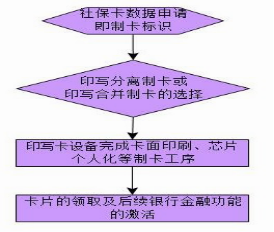 社保卡数据申请
即制卡标识
印写分离制卡或
印写合并制卡的选择
印写卡设备完成卡面印刷、芯片
个人化等制卡工序
卡片的领取及后续银行金融功能
的激活